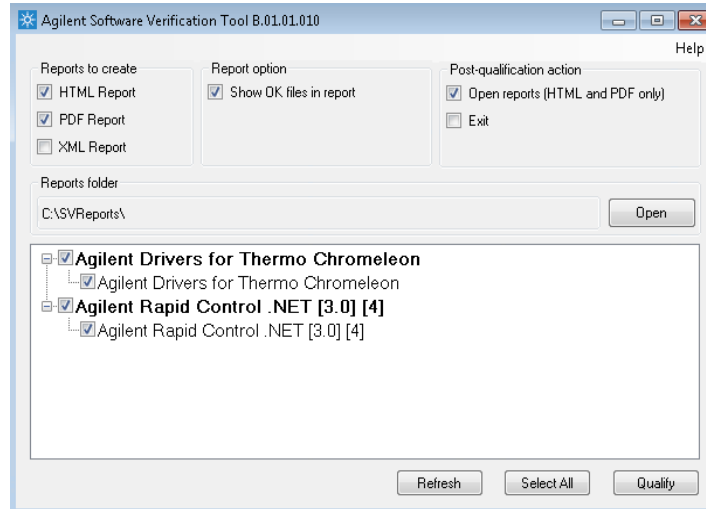 Agilent Software Verification Tool B.01.01.010
Help
Reports to create
HTML Report
PDF Report
XML Report
Report option
Show OK files in report
Post-qualification action
Open reports (HTML and PDF only)
Exit
Reports folder
C:\SVReports\
Open
Agilent Drivers for Thermo Chromeleon
Agilent Drivers for Thermo Chromeleon
Agilent Rapid Control .NET [3.0] [4]
Agilent Rapid Control .NET [3.0] [4]
Refresh
Select All
Qualify